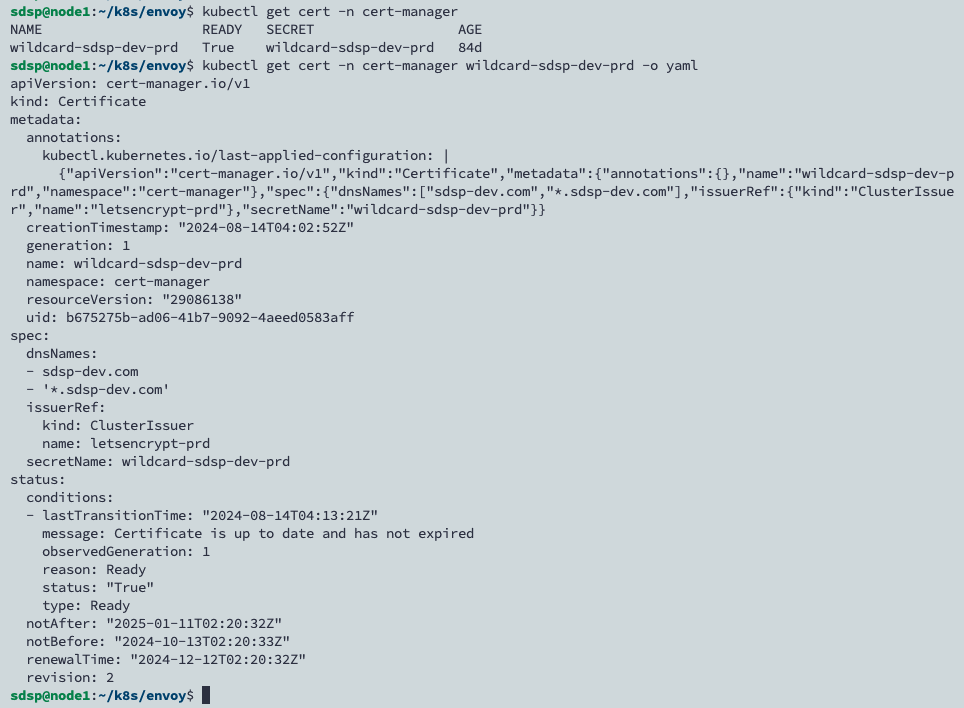 sdsp@node1:~/k8s/envoy$ kubectl get cert -n cert-manager
NAME                    READY   SECRET                  AGE
wildcard-sdsp-dev-prd   True    wildcard-sdsp-dev-prd   84d
sdsp@node1:~/k8s/envoy$ kubectl get cert -n cert-manager wildcard-sdsp-dev-prd -o yaml
apiVersion: cert-manager.io/v1
kind: Certificate
metadata:
  annotations:
    kubectl.kubernetes.io/last-applied-configuration: |
      {"apiVersion":"cert-manager.io/v1","kind":"Certificate","metadata":{"annotations":{},"name":"wildcard-sdsp-dev-p
rd","namespace":"cert-manager"},"spec":{"dnsNames":["sdsp-dev.com","*.sdsp-dev.com"],"issuerRef":{"kind":"ClusterIssue
r","name":"letsencrypt-prd"},"secretName":"wildcard-sdsp-dev-prd"}}
  creationTimestamp: "2024-08-14T04:02:52Z"
  generation: 1
  name: wildcard-sdsp-dev-prd
  namespace: cert-manager
  resourceVersion: "29086138"
  uid: b675275b-ad06-41b7-9092-4aeed0583aff
spec:
  dnsNames:
  - sdsp-dev.com
  - '*.sdsp-dev.com'
  issuerRef:
    kind: ClusterIssuer
    name: letsencrypt-prd
  secretName: wildcard-sdsp-dev-prd
status:
  conditions:
  - lastTransitionTime: "2024-08-14T04:13:21Z"
    message: Certificate is up to date and has not expired
    observedGeneration: 1
    reason: Ready
    status: "True"
    type: Ready
  notAfter: "2025-01-11T02:20:32Z"
  notBefore: "2024-10-13T02:20:33Z"
  renewalTime: "2024-12-12T02:20:32Z"
  revision: 2
sdsp@node1:~/k8s/envoy$